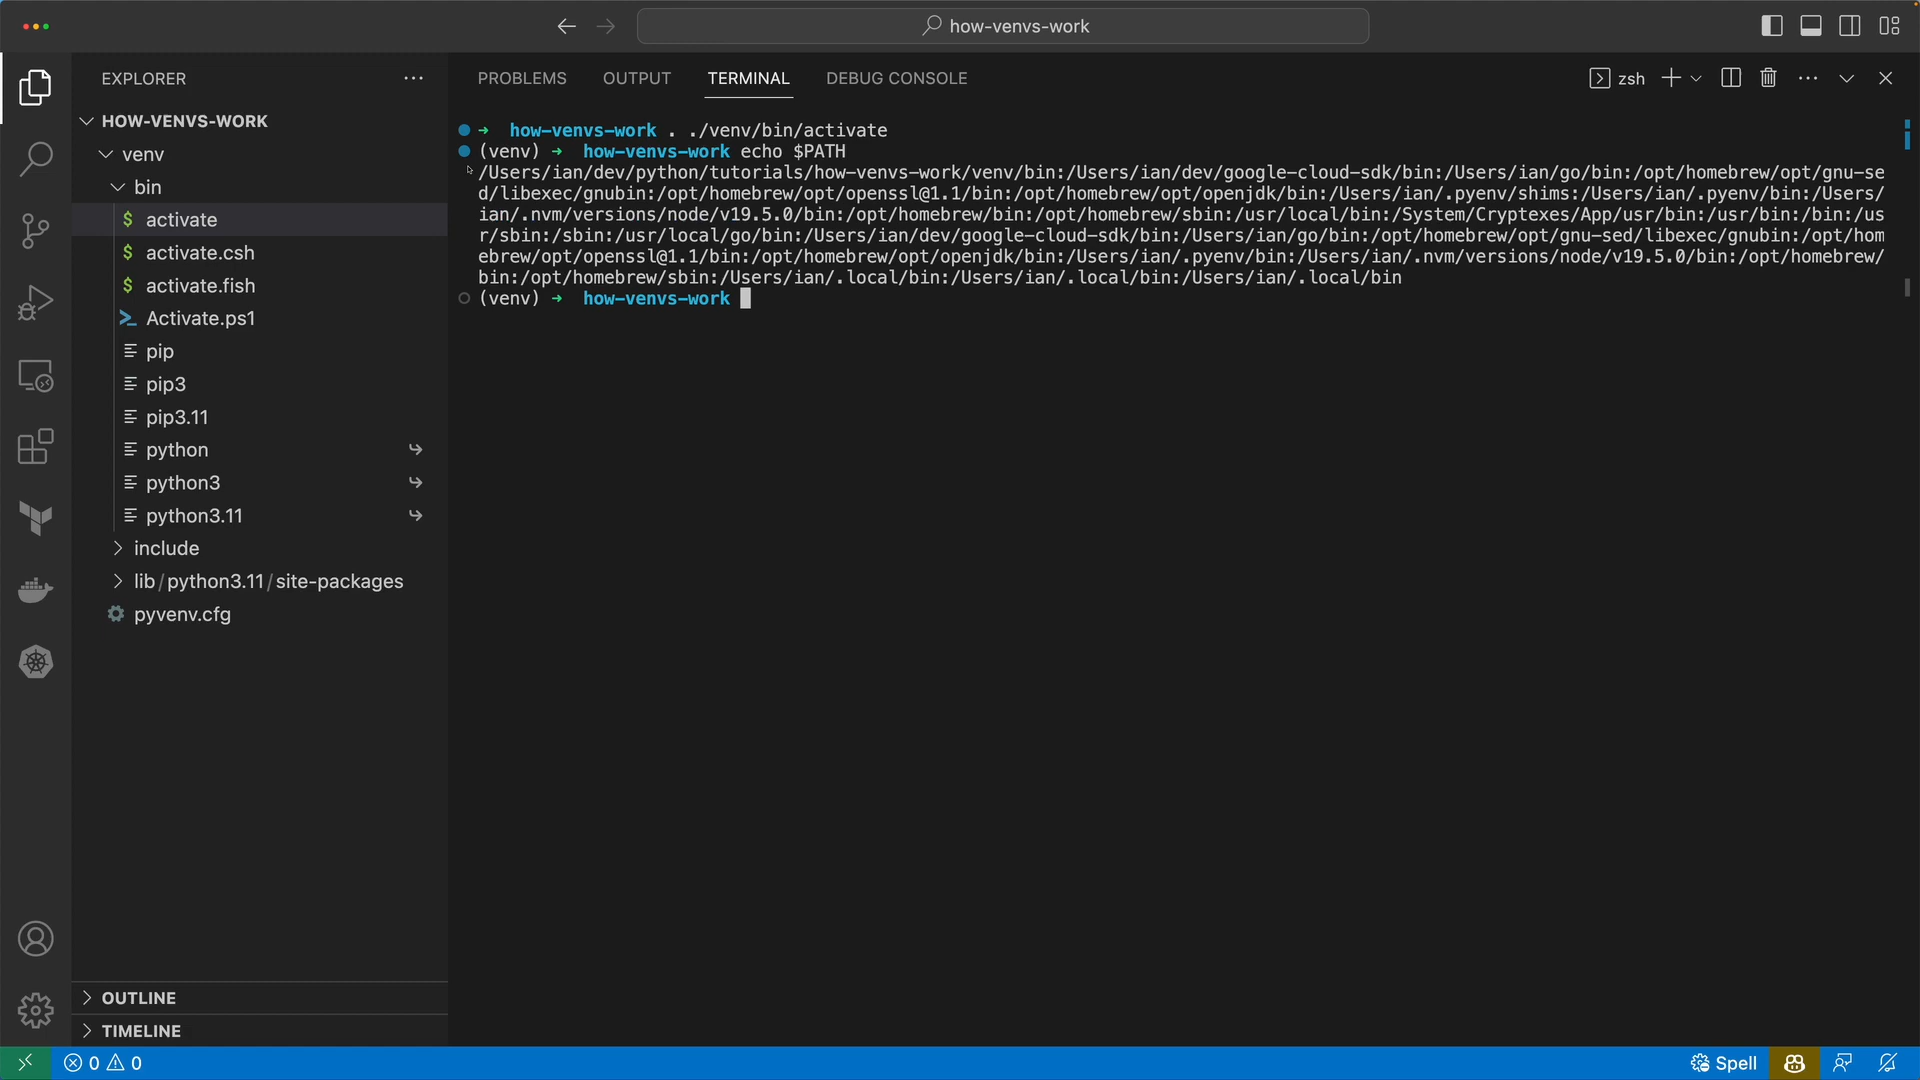 how-venvs-work
EXPLORER
HOW-VENVS-WORK
venv
bin
$ activate
$ activate.csh
$ activate.fish
Activate.ps1
pip
pip3
pip3.11
python
python3
python3.11
include
lib/python3.11/site-packages
pyvenv.cfg
OUTLINE
TIMELINE
PROBLEMS OUTPUT TERMINAL DEBUG CONSOLE
zsh
➜ how-venvs-work . ./venv/bin/activate
(venv) ➜ how-venvs-work echo $PATH
/Users/ian/dev/python/tutorials/how-venvs-work/venv/bin:/Users/ian/dev/google-cloud-sdk/bin:/Users/ian/go/bin:/opt/homebrew/opt/gnu-se
d/libexec/gnubin:/opt/homebrew/opt/openssl@1.1/bin:/opt/homebrew/opt/openjdk/bin:/Users/ian/.pyenv/shims:/Users/ian/.pyenv/bin:/Users/
ian/.nvm/versions/node/v19.5.0/bin:/opt/homebrew/bin:/opt/homebrew/sbin:/usr/local/bin:/System/Cryptexes/App/usr/bin:/usr/bin:/bin:/us
r/sbin:/sbin:/usr/local/go/bin:/Users/ian/dev/google-cloud-sdk/bin:/Users/ian/go/bin:/opt/homebrew/opt/gnu-sed/libexec/gnubin:/opt/hom
ebrew/opt/openssl@1.1/bin:/opt/homebrew/opt/openjdk/bin:/Users/ian/.pyenv/bin:/Users/ian/.nvm/versions/node/v19.5.0/bin:/opt/homebrew/
bin:/opt/homebrew/sbin:/Users/ian/.local/bin:/Users/ian/.local/bin:/Users/ian/.local/bin
(venv) ➜ how-venvs-work
0 0
Spell